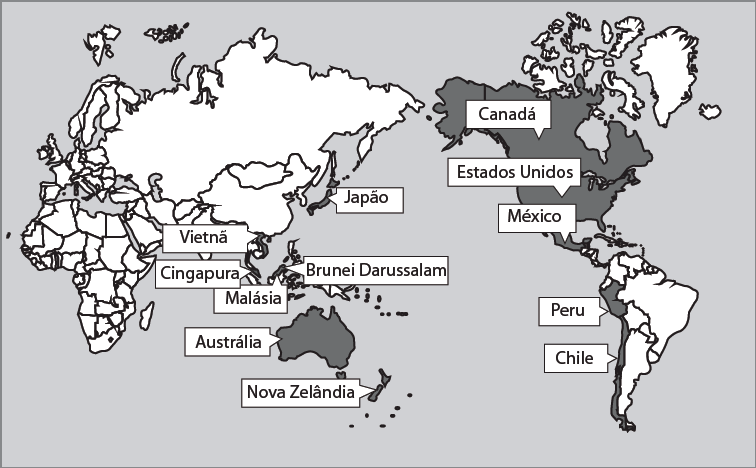 Canadá
Estados Unidos
Japão
México
Vietnã
Cingapura
Brunei Darussalam
Malásia
Peru
Austrália
Chile
Nova Zelândia